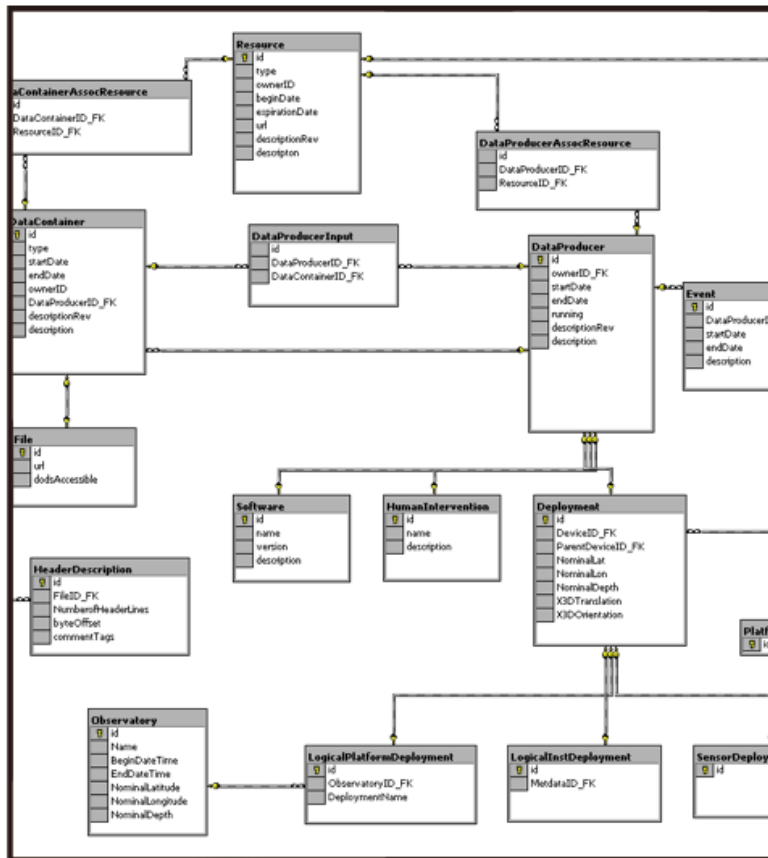 Resource
id
type
ownerID
beginDate
expirationDate
url
descriptionRev
descripton
aContainerAssocResource
id
DataContainerID_FK
ResourceID_FK
DataProducerAssocResource
id
DataProducerID_FK
ResourceID_FK
DataContainer
id
type
startDate
endDate
ownerID
DataProducerID_FK
descriptionRev
description
DataProducerInput
id
DataProducerID_FK
DataContainerID_FK
DataProducer
id
ownerID_FK
startDate
endDate
running
descriptionRev
description
Event
id
DataProducerI
startDate
endDate
description
File
id
url
dodsAccessible
Software
id
name
version
description
HumanIntervention
id
name
description
Deployment
id
DeviceID_FK
ParentDeviceID_FK
NominalLat
NominalLon
NominalDepth
X3DTranslation
X3DOrientation
HeaderDescription
id
FileID_FK
NumberofHeaderLines
byteOffset
commentTags
Platf
Observatory
id
Name
BeginDateTime
EndDateTime
NominalLatitude
NominalLongitude
NominalDepth
LogicalPlatformDeployment
id
ObservatoryID_FK
DeploymentName
LogicalInstDeployment
id
MetdataID_FK
SensorDeploy
id